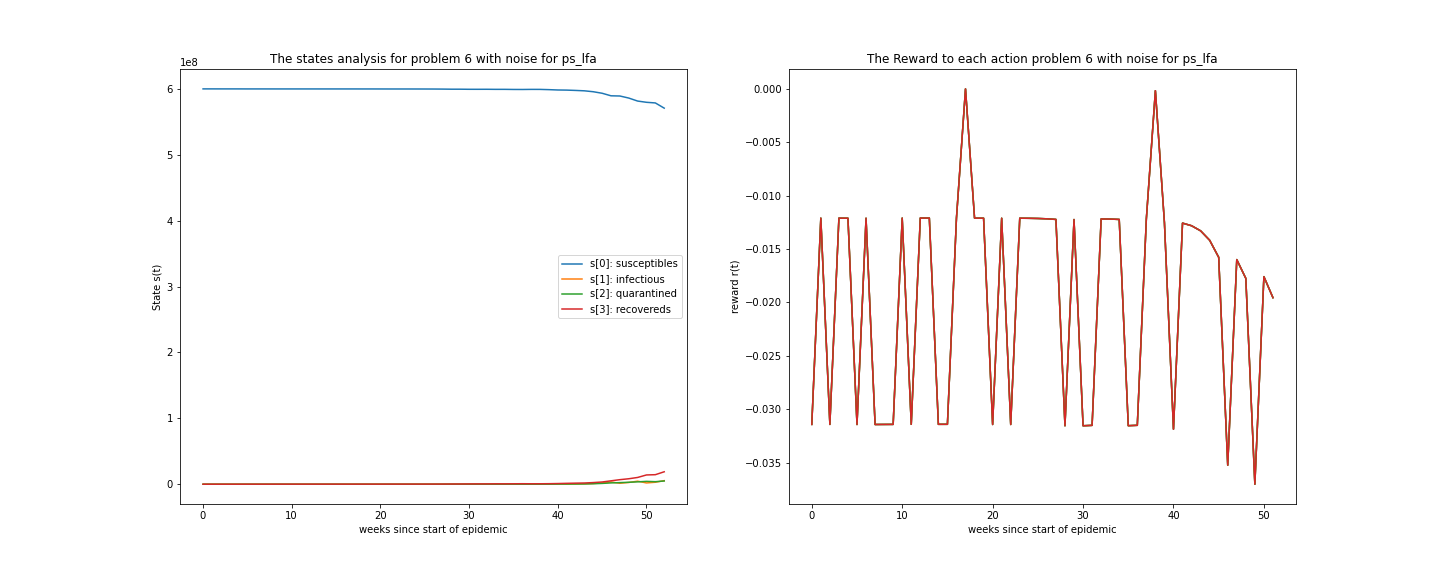 The states analysis for problem 6 with noise for ps_lfa
1e8
6
5
4
3
2
1
0
State s(t)
s[0]: susceptibles
s[1]: infectious
s[2]: quarantined
s[3]: recovereds
0 10 20 30 40 50
weeks since start of epidemic
The Reward to each action problem 6 with noise for ps_lfa
0.000
−0.005
−0.010
−0.015
−0.020
−0.025
−0.030
−0.035
reward r(t)
0 10 20 30 40 50
weeks since start of epidemic